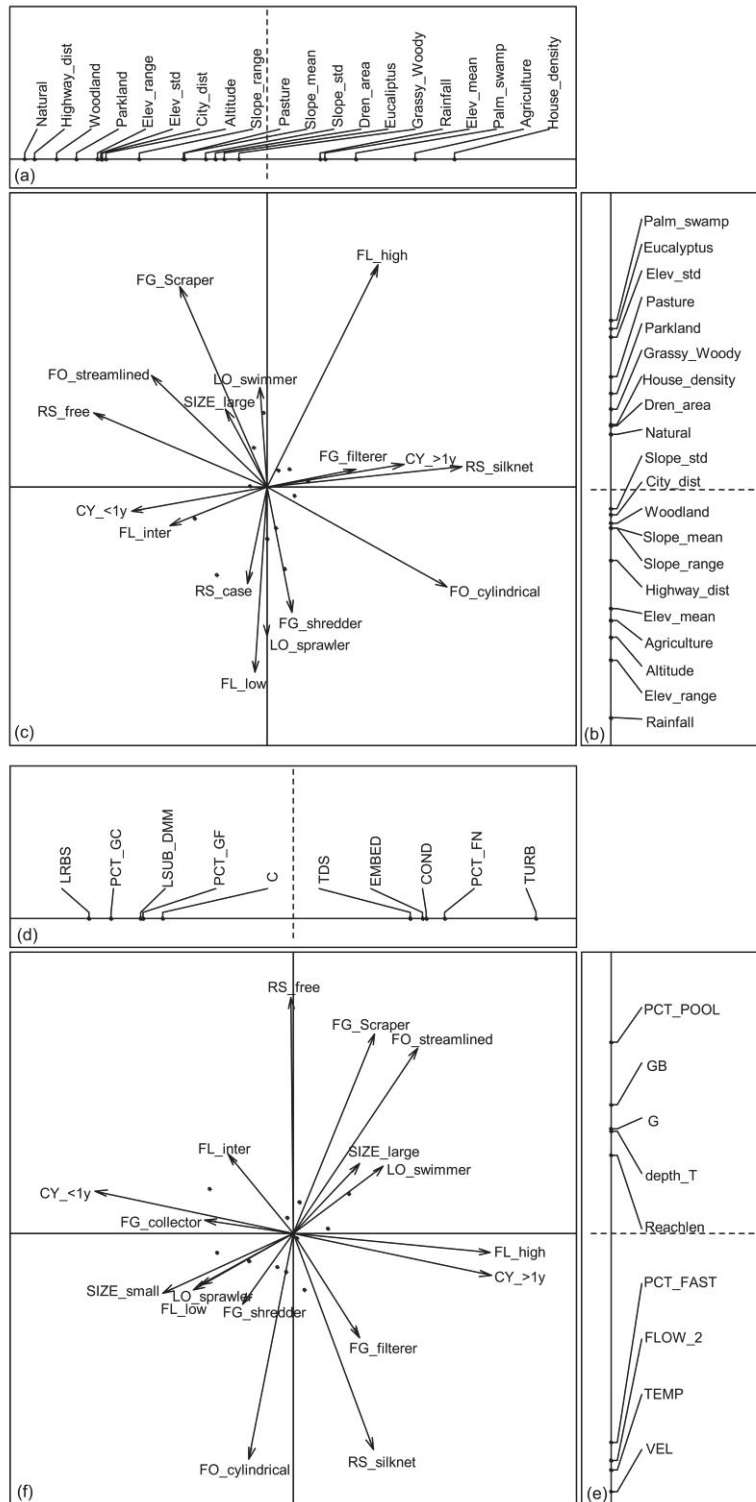 Natural
Highway_dist
Woodland
Parkland
Elev_range
Elev_std
City_dist
Altitude
Slope_range
Pasture
Slope_mean
Slope_std
Dren_area
Eucaliptus
Grassy_Woody
Rainfall
Elev_mean
Palm_swamp
Agriculture
House_density
(a)
FL_high
FG_Scraper
FO_streamlined
LO_swimmer
SIZE_large
RS_free
FG_filterer
CY_>1y
RS_silknet
CY_<1y
FL_inter
RS_case
FO_cylindrical
FG_shredder
LO_sprawler
FL_low
(c)
Palm_swamp
Eucalyptus
Elev_std
Pasture
Parkland
Grassy_Woody
House_density
Dren_area
Natural
Slope_std
City_dist
Woodland
Slope_mean
Slope_range
Highway_dist
Elev_mean
Agriculture
Altitude
Elev_range
Rainfall
(b)
LRBS
PCT_GC
LSUB_DMM
PCT_GF
C
TDS
EMBED
COND
PCT_FN
TURB
(d)
RS_free
FG_Scraper
FO_streamlined
FL_inter
SIZE_large
LO_swimmer
CY_<1y
FG_collector
FL_high
CY_>1y
SIZE_small
LO_sprawler
FL_low
FG_shredder
FG_filterer
RS_silknet
FO_cylindrical
(f)
PCT_POOL
GB
G
depth_T
Reachlen
PCT_FAST
FLOW_2
TEMP
VEL
(e)